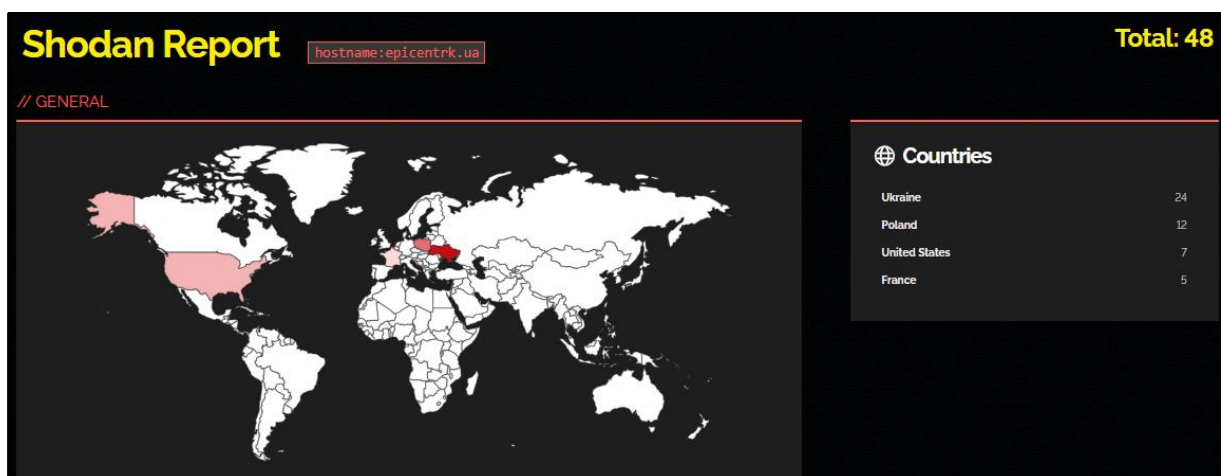 Shodan Report
hostname:epicentrk.ua
Total: 48
// GENERAL
Countries
Ukraine 24
Poland 12
United States 7
France 5